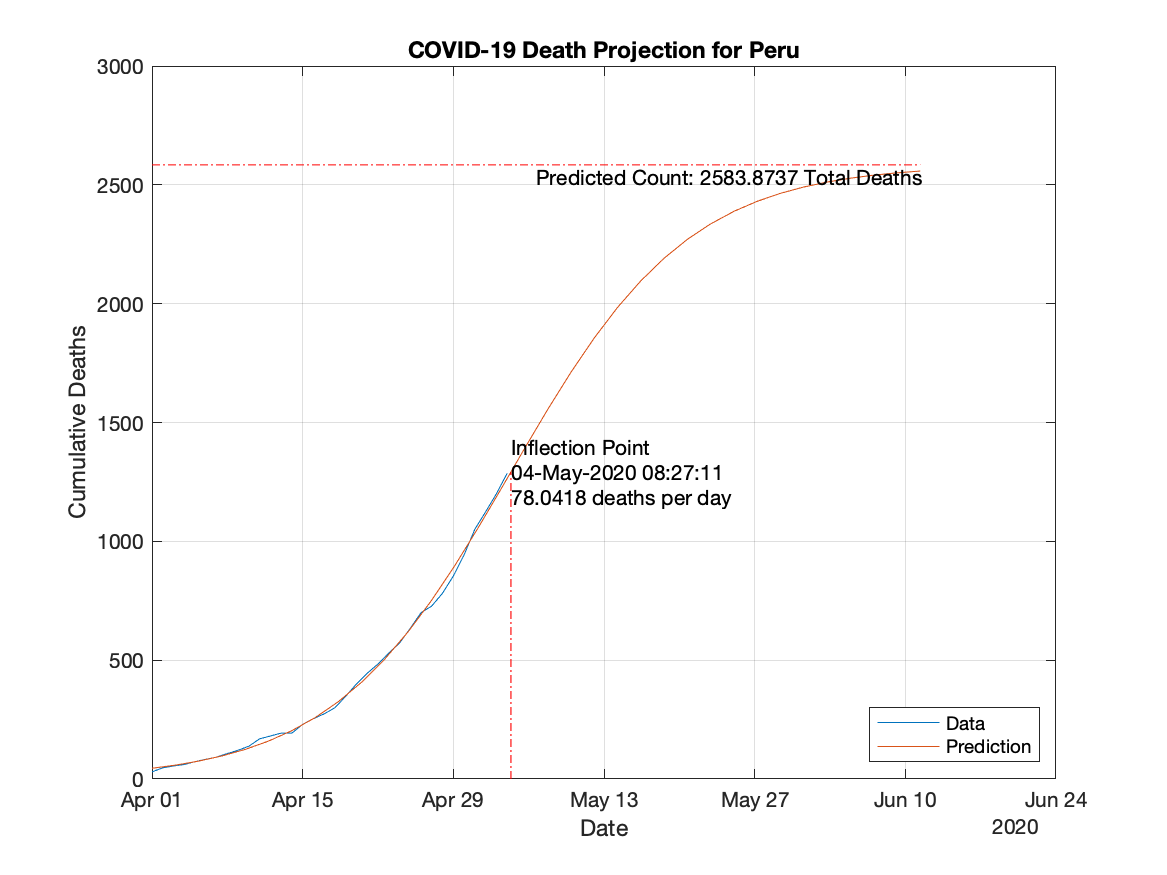 COVID-19 Death Projection for Peru
3000
2500
2000
1500
1000
500
0
Cumulative Deaths
Predicted Count: 2583.8737 Total Deaths
Inflection Point
04-May-2020 08:27:11
78.0418 deaths per day
Data
Prediction
Apr 01 Apr 15 Apr 29 May 13 May 27 Jun 10 Jun 24
Date
2020